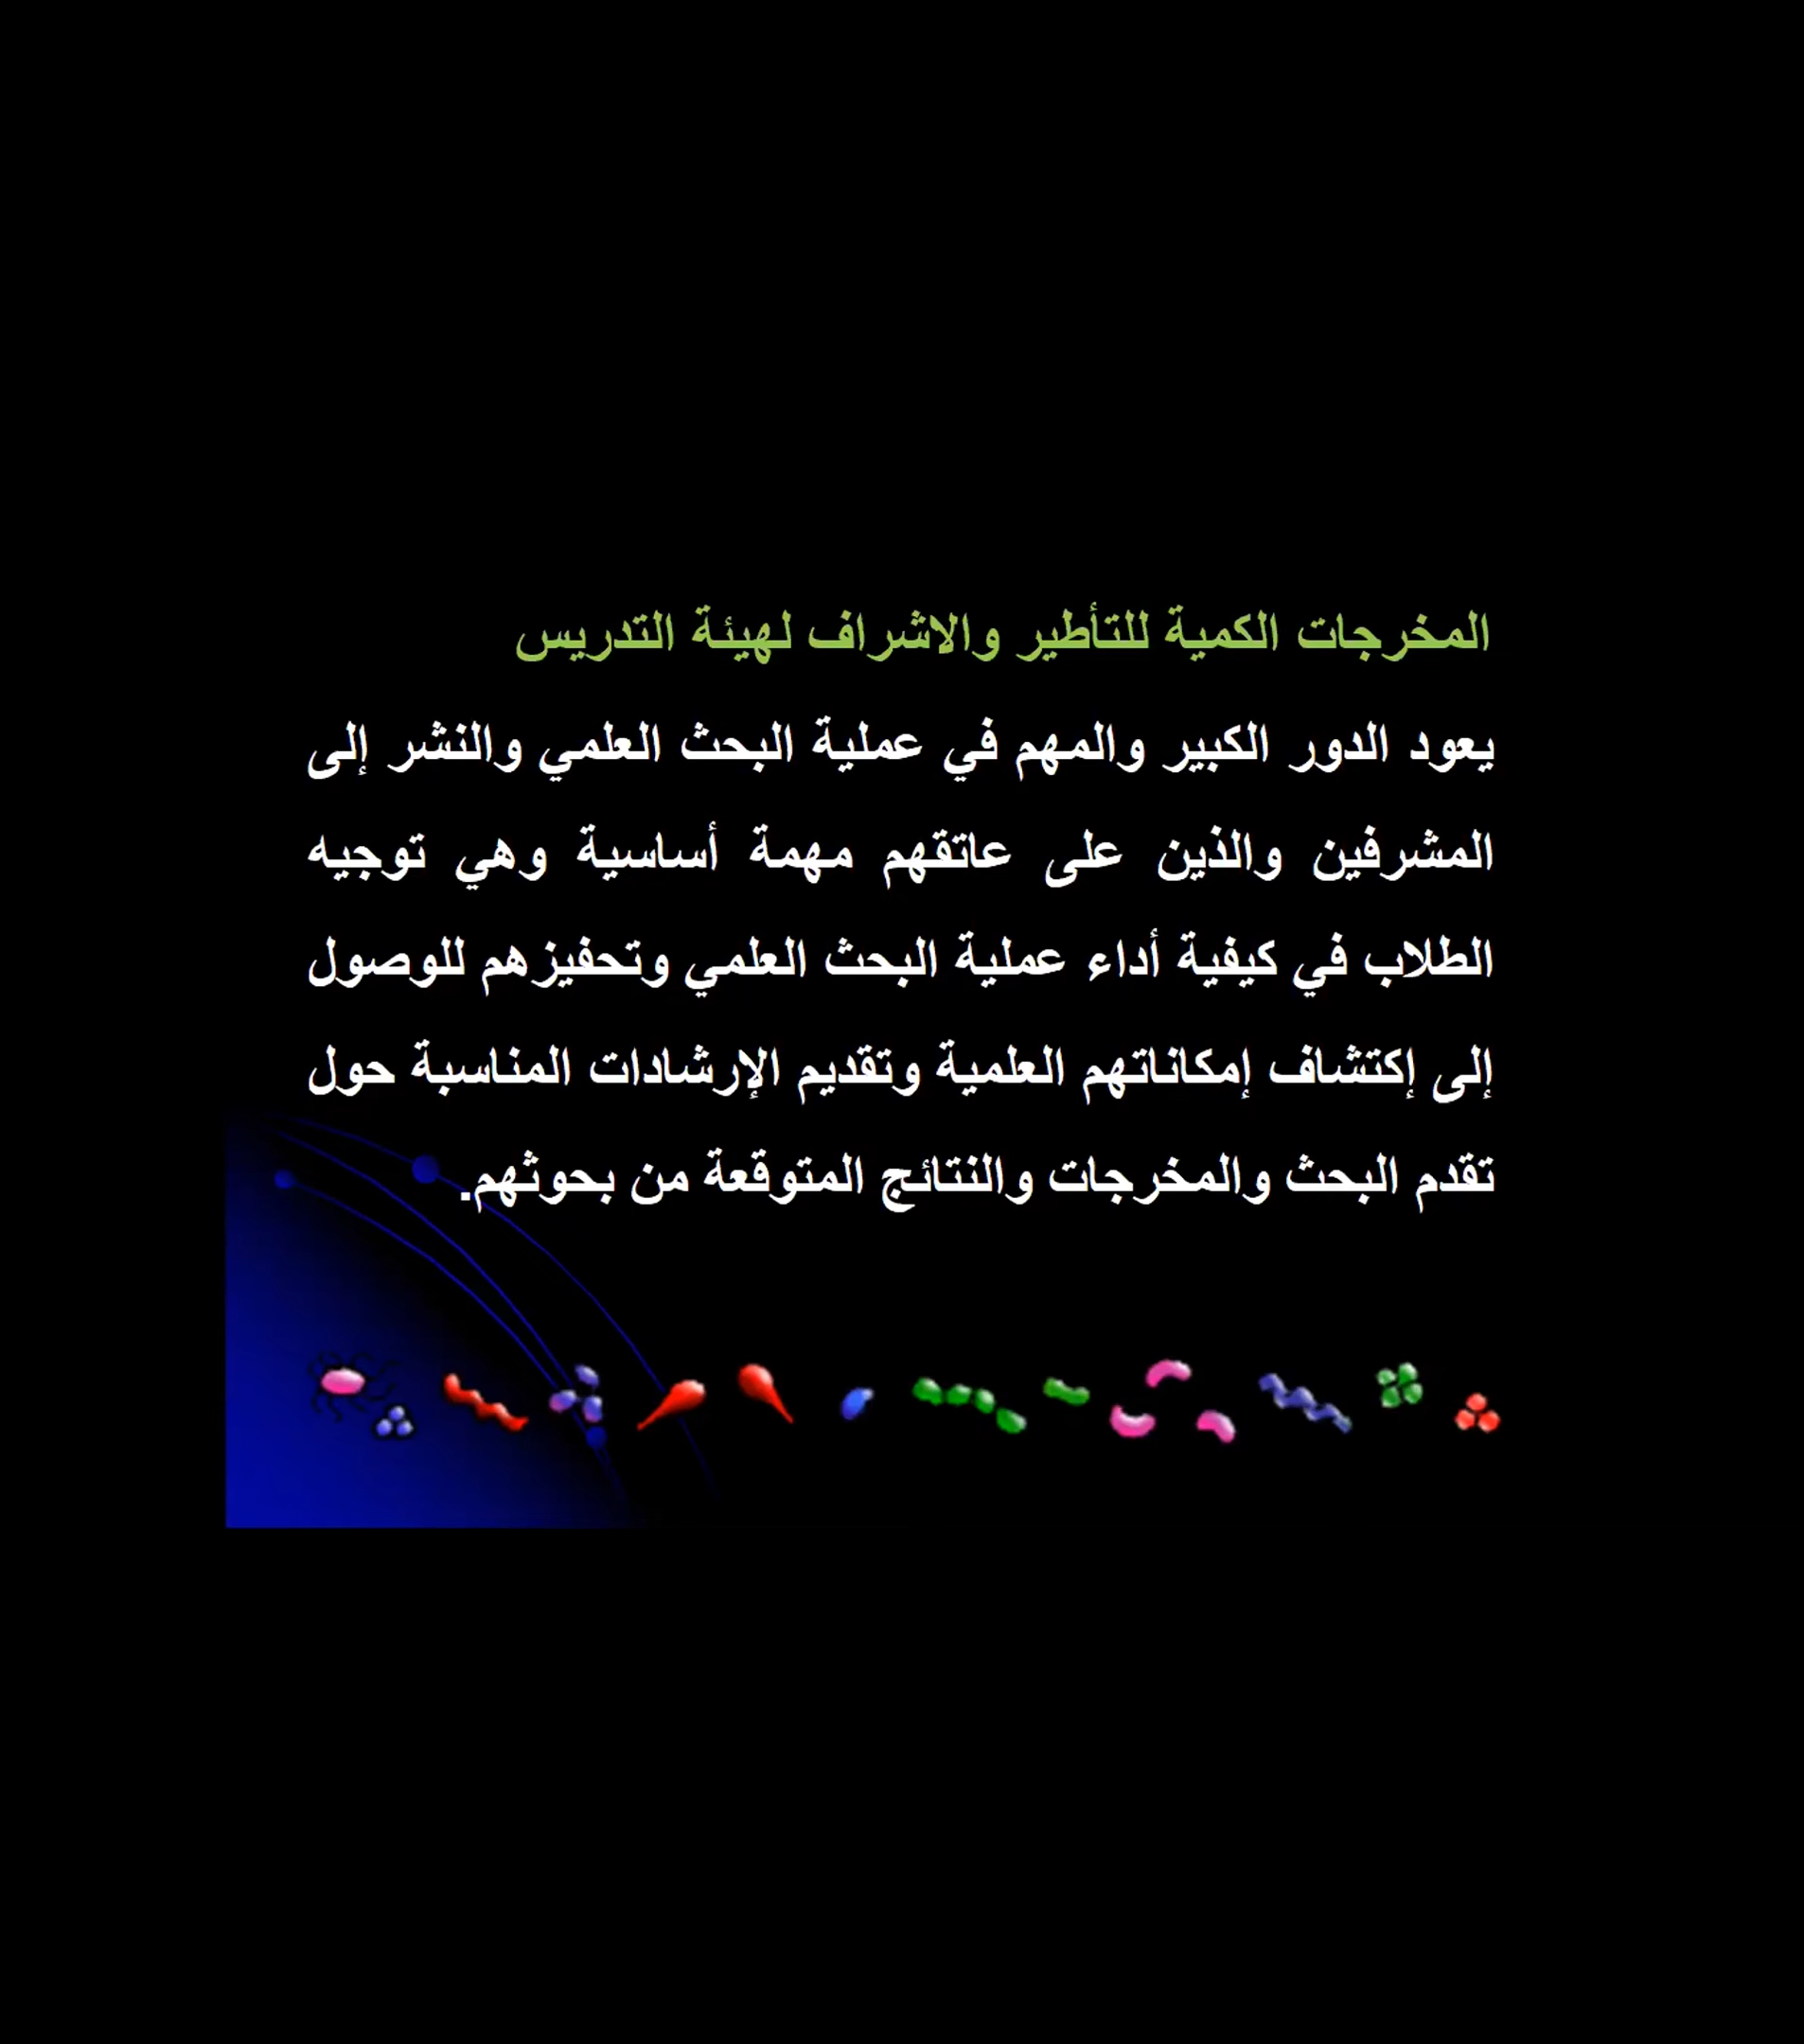 المخرجات الكمية للتأطير والاشراف لهيئة التدريس
يعود الدور الكبير والمهم في عملية البحث العلمي والنشر إلى
المشرفين والذين على عاتقهم مهمة أساسية وهي توجيه
الطلاب في كيفية أداء عملية البحث العلمي وتحفيزهم للوصول
إلى إكتشاف إمكاناتهم العلمية وتقديم الإرشادات المناسبة حول
تقدم البحث والمخرجات والنتائج المتوقعة من بحوثهم.